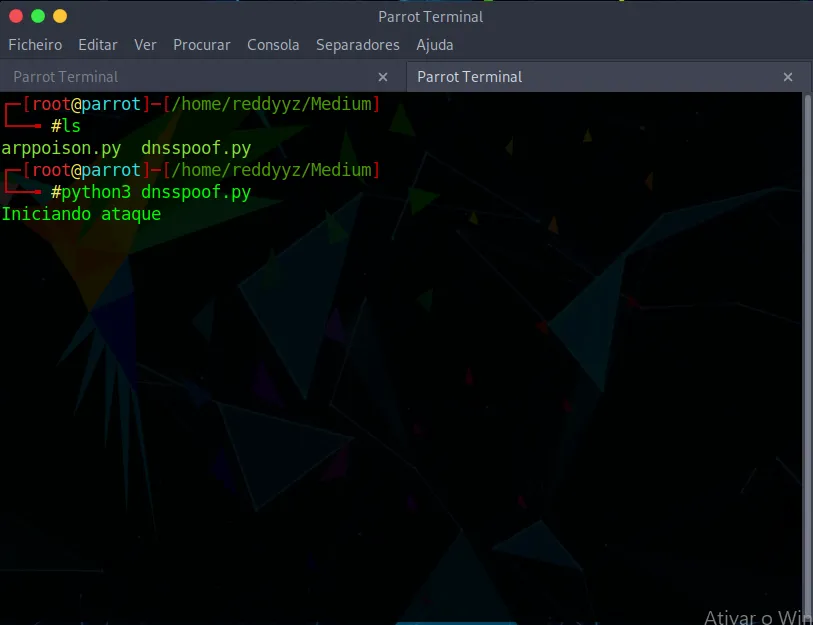 Parrot Terminal
Ficheiro Editar Ver Procurar Consola Separadores Ajuda
Parrot Terminal × Parrot Terminal ×
┌─[root@parrot]─[/home/reddyyz/Medium]
└──╼ #ls
arppoison.py  dnsspoof.py
┌─[root@parrot]─[/home/reddyyz/Medium]
└──╼ #python3 dnsspoof.py
Iniciando ataque
Ativar o Win